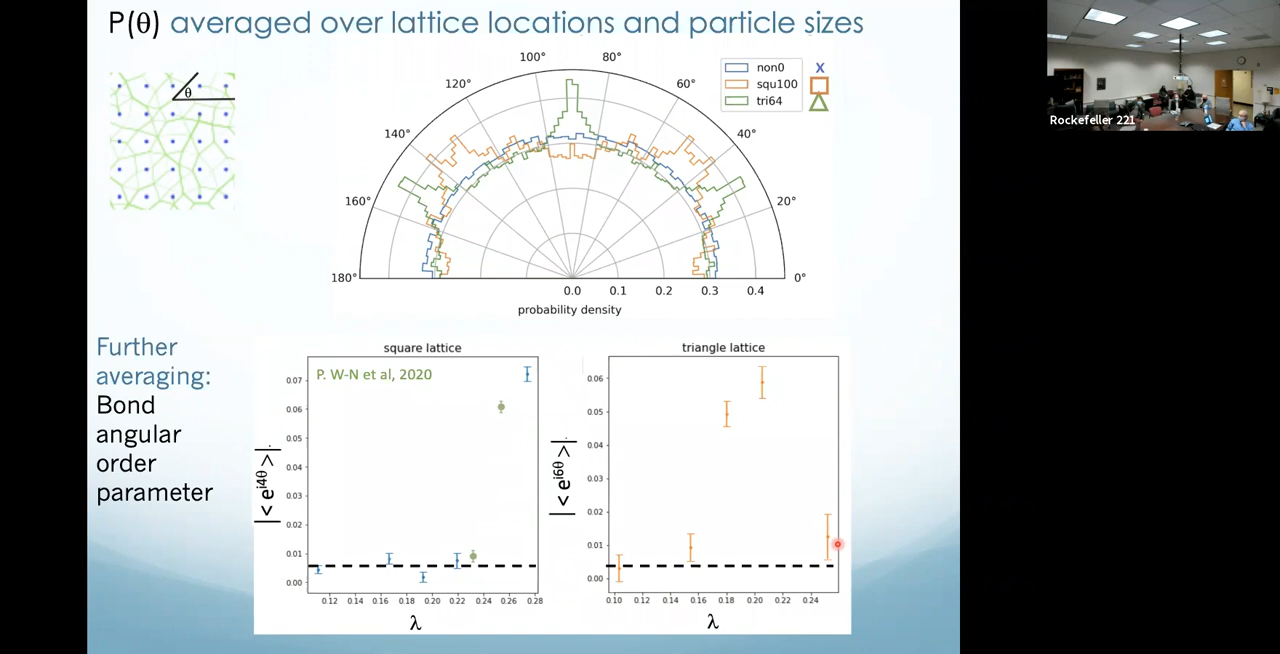 P(θ) averaged over lattice locations and particle sizes
θ
100°
80°
120°
60°
140°
40°
160°
20°
180°
0°
0.0 0.1 0.2 0.3 0.4
probability density
non0 X
squ100
tri64
Rockefeller 221
Further
averaging:
Bond
angular
order
parameter
square lattice
P. W-N et al, 2020
|< e^{i4θ} >|
0.07
0.06
0.05
0.04
0.03
0.02
0.01
0.00
0.12 0.14 0.16 0.18 0.20 0.22 0.24 0.26 0.28
λ
triangle lattice
|< e^{i6θ} >|
0.06
0.05
0.04
0.03
0.02
0.01
0.00
0.10 0.12 0.14 0.16 0.18 0.20 0.22 0.24
λ